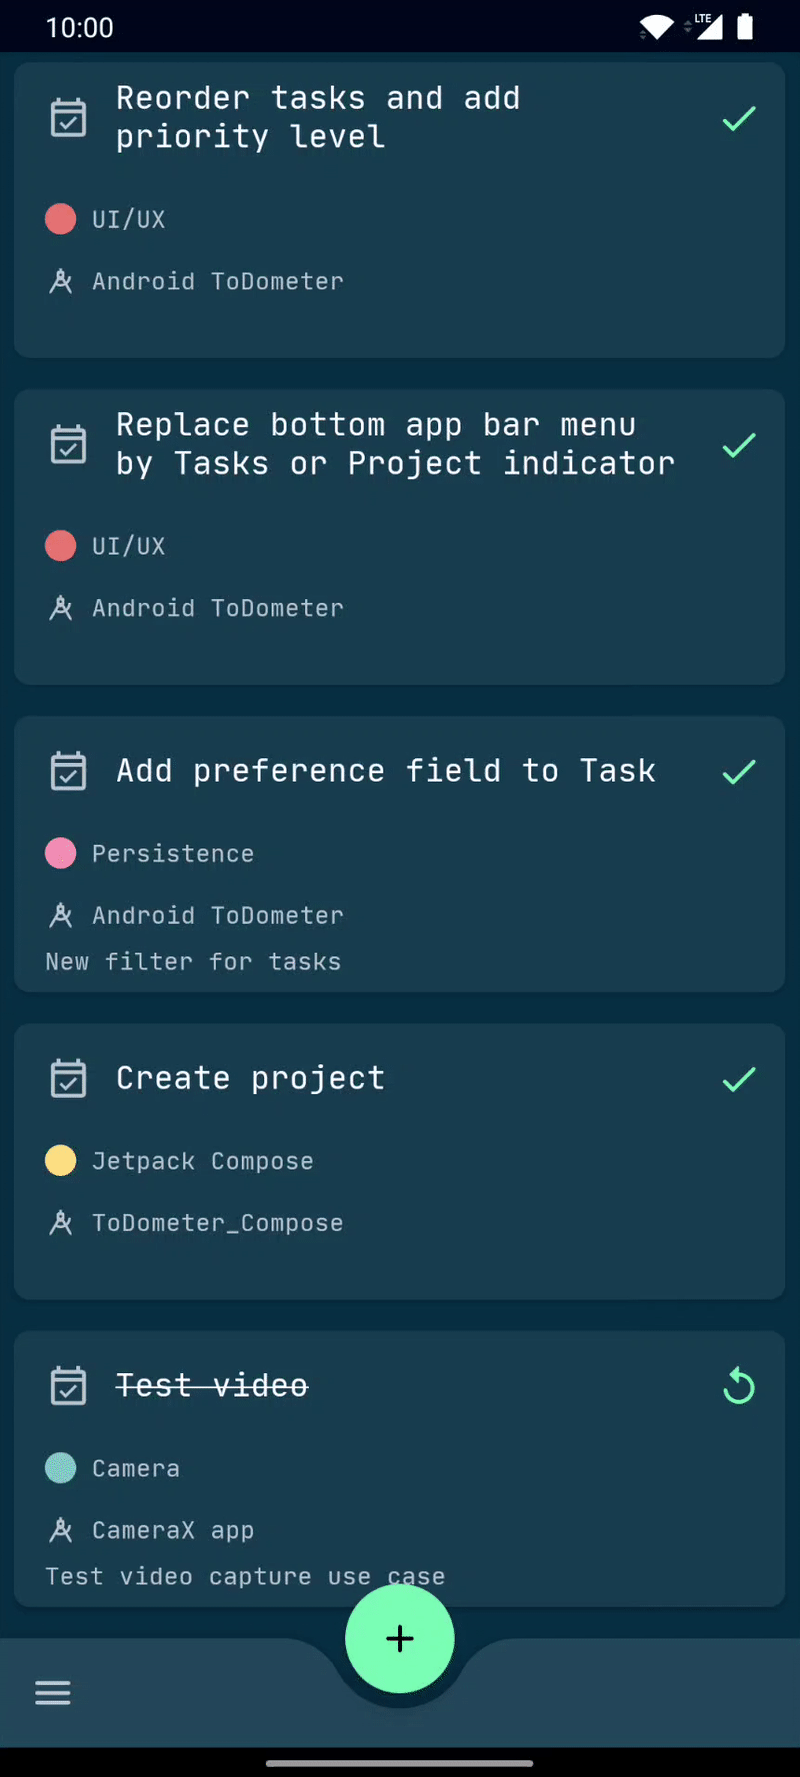 10:00
LTE
Reorder tasks and add
priority level
UI/UX
Android ToDometer
Replace bottom app bar menu
by Tasks or Project indicator
UI/UX
Android ToDometer
Add preference field to Task
Persistence
Android ToDometer
New filter for tasks
Create project
Jetpack Compose
ToDometer_Compose
Test video
Camera
CameraX app
Test video capture use case